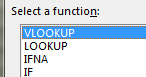 Select a function:
VLOOKUP
LOOKUP
IFNA
IF